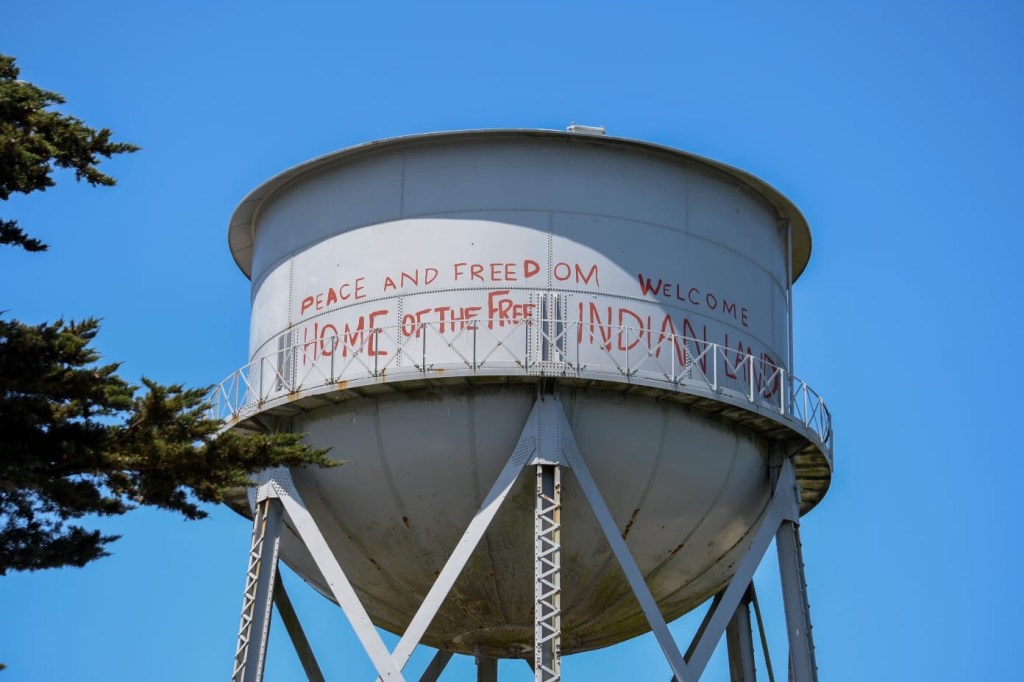 PEACE AND FREEDOM WELCOME
HOME OF THE FREE INDIAN LAND